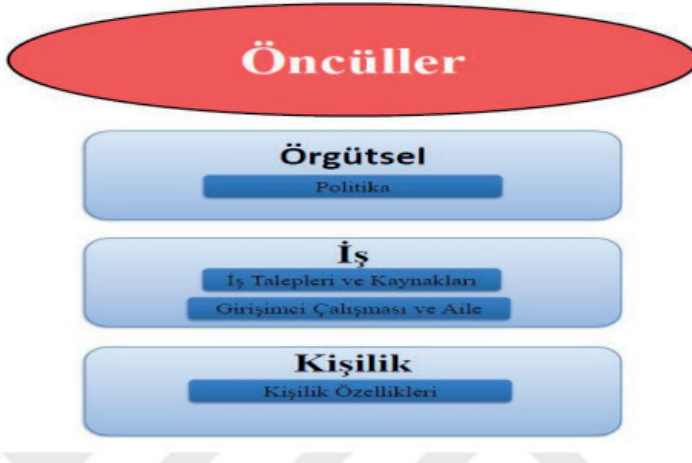 Öncüller
Örgütsel
Politika
İş
İş Talepleri ve Kaynakları
Girişimci Çalışması ve Aile
Kişilik
Kişilik Özellikleri